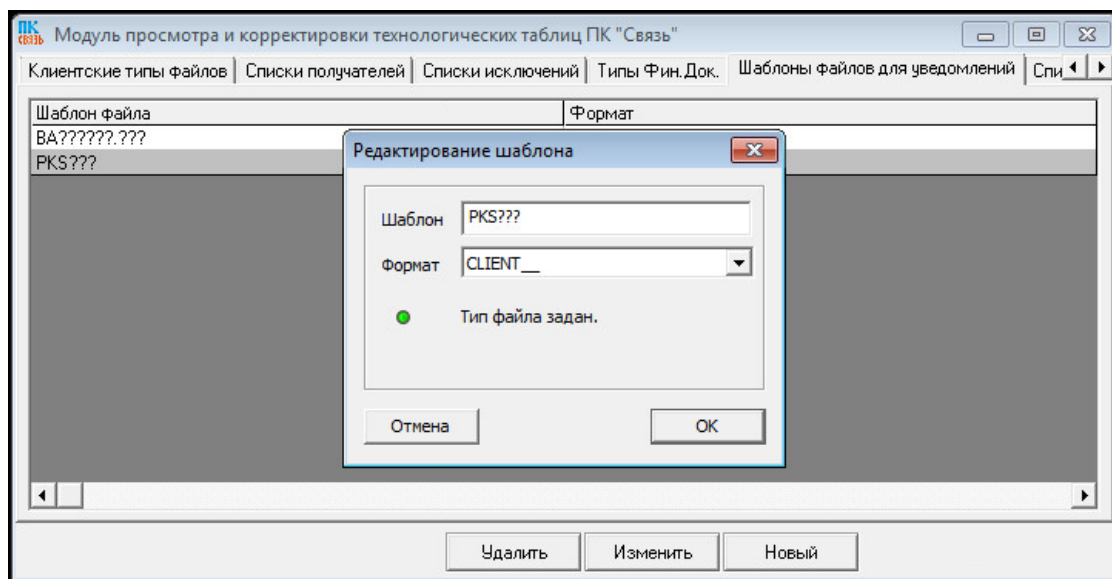 ПК
СВЯЗЬ
Модуль просмотра и корректировки технологических таблиц ПК "Связь"
Клиентские типы файлов Списки получателей Списки исключений Типы Фин.Док. Шаблоны файлов для уведомлений Спи
Шаблон файла Формат
BA??????.???
PKS???
Редактирование шаблона
Шаблон PKS???
Формат CLIENT__
Тип файла задан.
Отмена OK
Удалить Изменить Новый